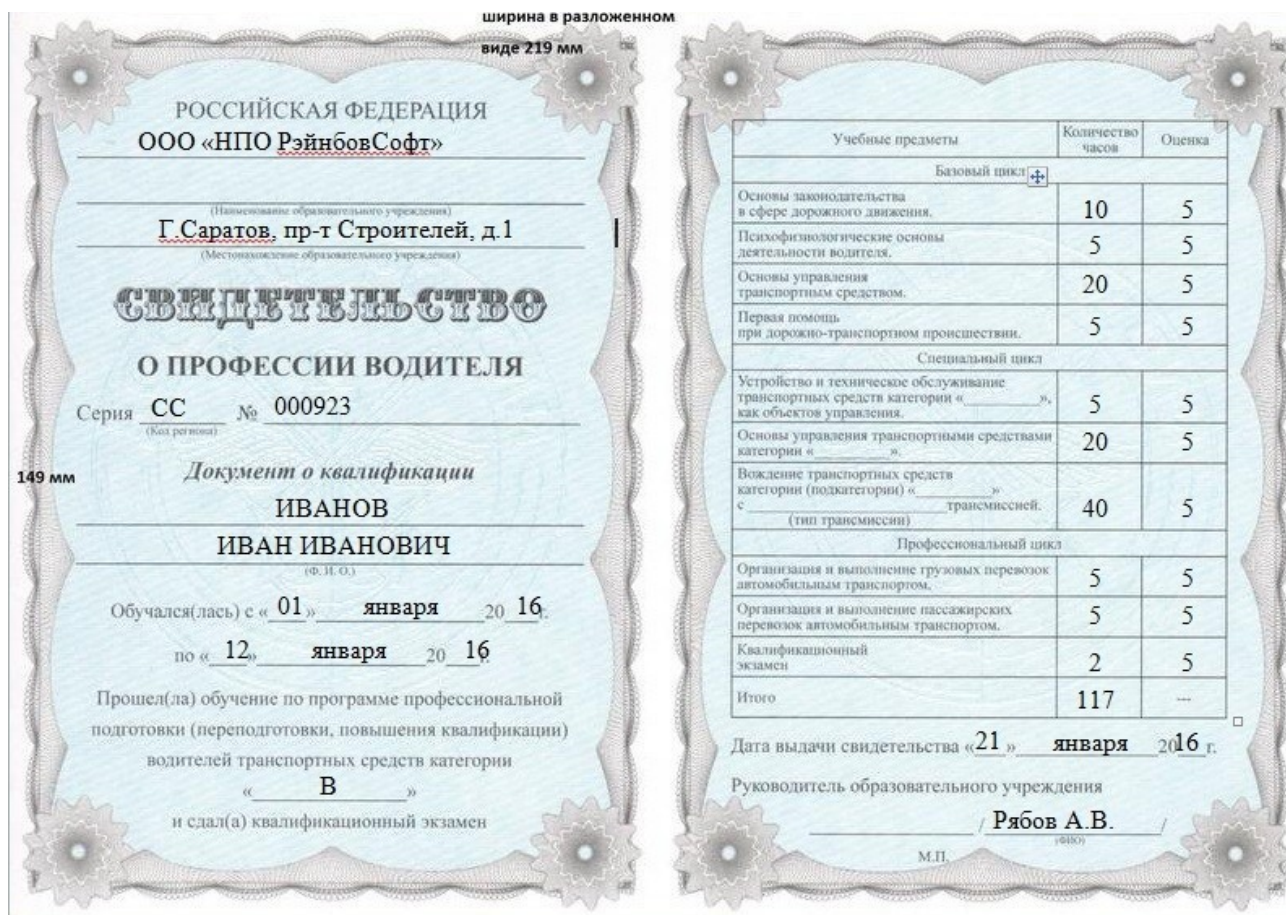 ширина в разложенном
виде 219 мм
149 мм
РОССИЙСКАЯ ФЕДЕРАЦИЯ
ООО «НПО РэйнбовСофт»
(Наименование образовательного учреждения)
Г.Саратов, пр-т Строителей, д.1
(Местонахождение образовательного учреждения)
СВИДЕТЕЛЬСТВО
О ПРОФЕССИИ ВОДИТЕЛЯ
Серия СС № 000923
(Код региона)
Документ о квалификации
ИВАНОВ
ИВАН ИВАНОВИЧ
(Ф. И. О.)
Обучался(лась) с « 01 » января 20 16 г.
по « 12 » января 20 16 г.
Прошел(ла) обучение по программе профессиональной
подготовки (переподготовки, повышения квалификации)
водителей транспортных средств категории
« В »
и сдал(а) квалификационный экзамен
Учебные предметы Количество часов Оценка
Базовый цикл
Основы законодательства
в сфере дорожного движения. 10 5
Психофизиологические основы
деятельности водителя. 5 5
Основы управления
транспортным средством. 20 5
Первая помощь
при дорожно-транспортном происшествии. 5 5
Специальный цикл
Устройство и техническое обслуживание
транспортных средств категории «__________»,
как объектов управления. 5 5
Основы управления транспортными средствами
категории «__________». 20 5
Вождение транспортных средств
категории (подкатегории) «__________»
с ____________________ трансмиссией. 40 5
(тип трансмиссии)
Профессиональный цикл
Организация и выполнение грузовых перевозок
автомобильным транспортом. 5 5
Организация и выполнение пассажирских
перевозок автомобильным транспортом. 5 5
Квалификационный
экзамен 2 5
Итого 117 ---
Дата выдачи свидетельства « 21 » января 20 16 г.
Руководитель образовательного учреждения
____________ / Рябов А.В. /
(ФИО)
М.П.